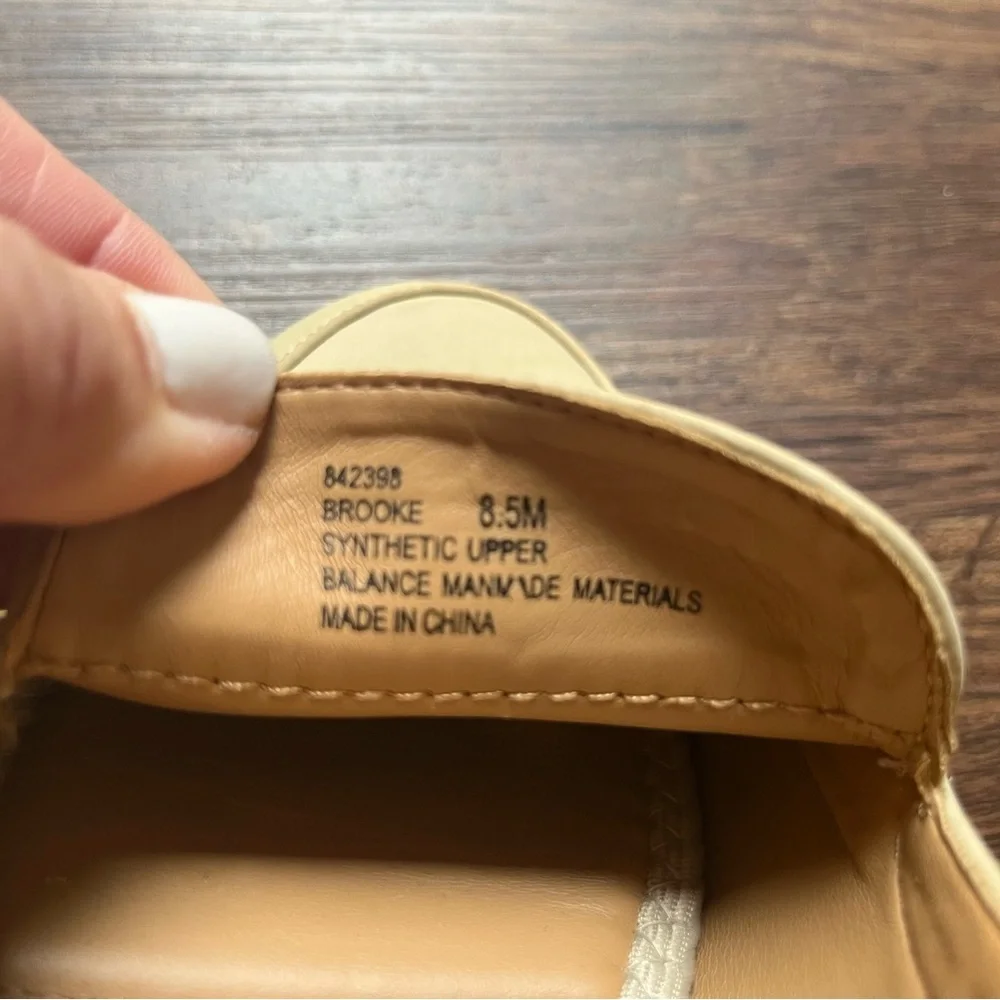 842398
BROOKE 8.5M
SYNTHETIC UPPER
BALANCE MANMADE MATERIALS
MADE IN CHINA